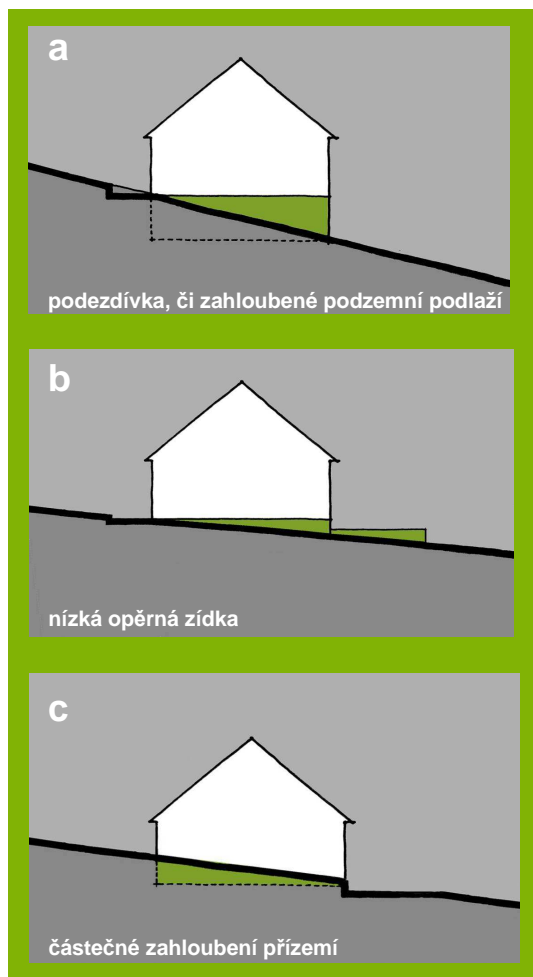 a
podezdívka, či zahloubené podzemní podlaží
b
nízká opěrná zídka
c
částečné zahloubení přízemí